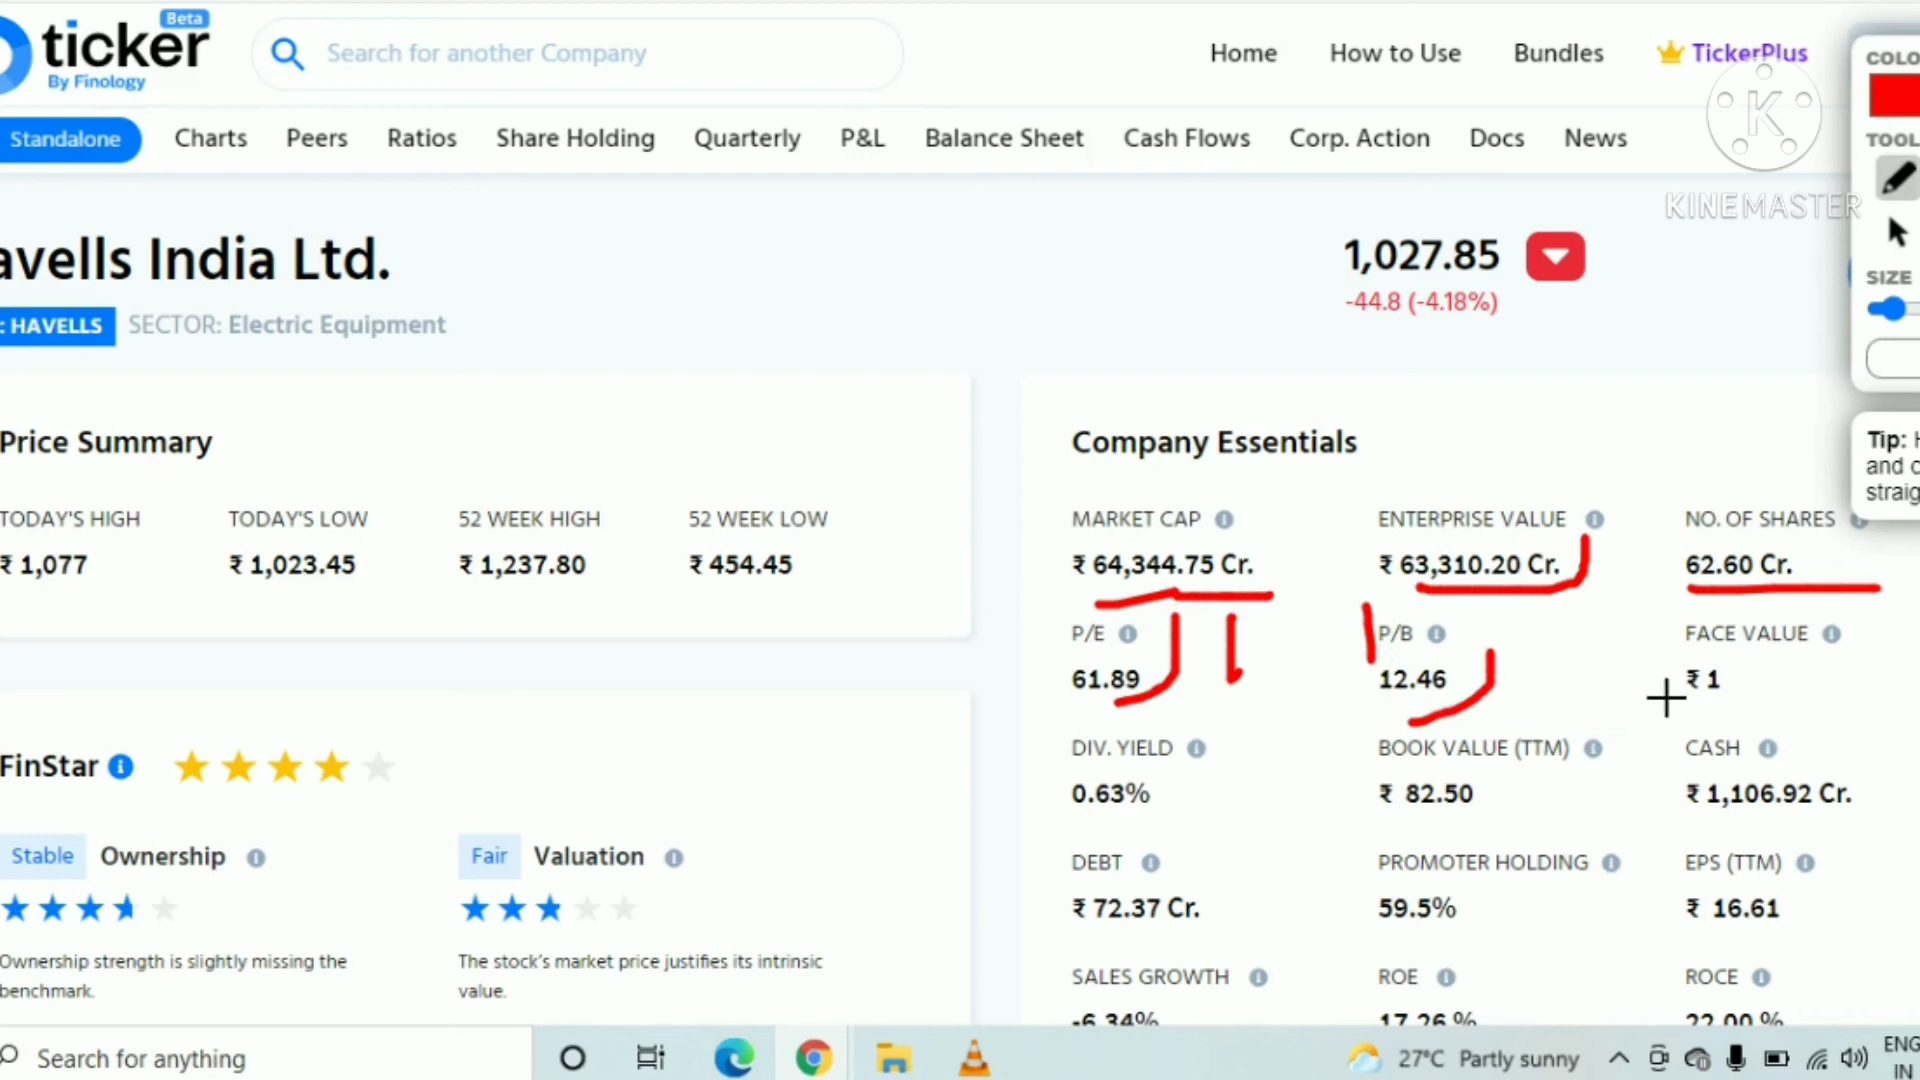 Beta
ticker
By Finology
Search for another Company
Home How to Use Bundles TickerPlus
Standalone Charts Peers Ratios Share Holding Quarterly P&L Balance Sheet Cash Flows Corp. Action Docs News
K
KINEMASTER
SIZE
avells India Ltd.
1,027.85
-44.8 (-4.18%)
: HAVELLS SECTOR: Electric Equipment
Price Summary
TODAY'S HIGH TODAY'S LOW 52 WEEK HIGH 52 WEEK LOW
₹ 1,077 ₹ 1,023.45 ₹ 1,237.80 ₹ 454.45
FinStar
Stable Ownership
Ownership strength is slightly missing the
benchmark.
Fair Valuation
The stock's market price justifies its intrinsic
value.
Company Essentials
MARKET CAP ENTERPRISE VALUE NO. OF SHARES
₹ 64,344.75 Cr. ₹ 63,310.20 Cr. 62.60 Cr.
P/E P/B FACE VALUE
61.89 12.46 ₹ 1
DIV. YIELD BOOK VALUE (TTM) CASH
0.63% ₹ 82.50 ₹ 1,106.92 Cr.
DEBT PROMOTER HOLDING EPS (TTM)
₹ 72.37 Cr. 59.5% ₹ 16.61
SALES GROWTH ROE ROCE
-6.34% 17.26 % 22.00 %
Tip:
and
Search for anything
27°C Partly sunny
ENG
IN